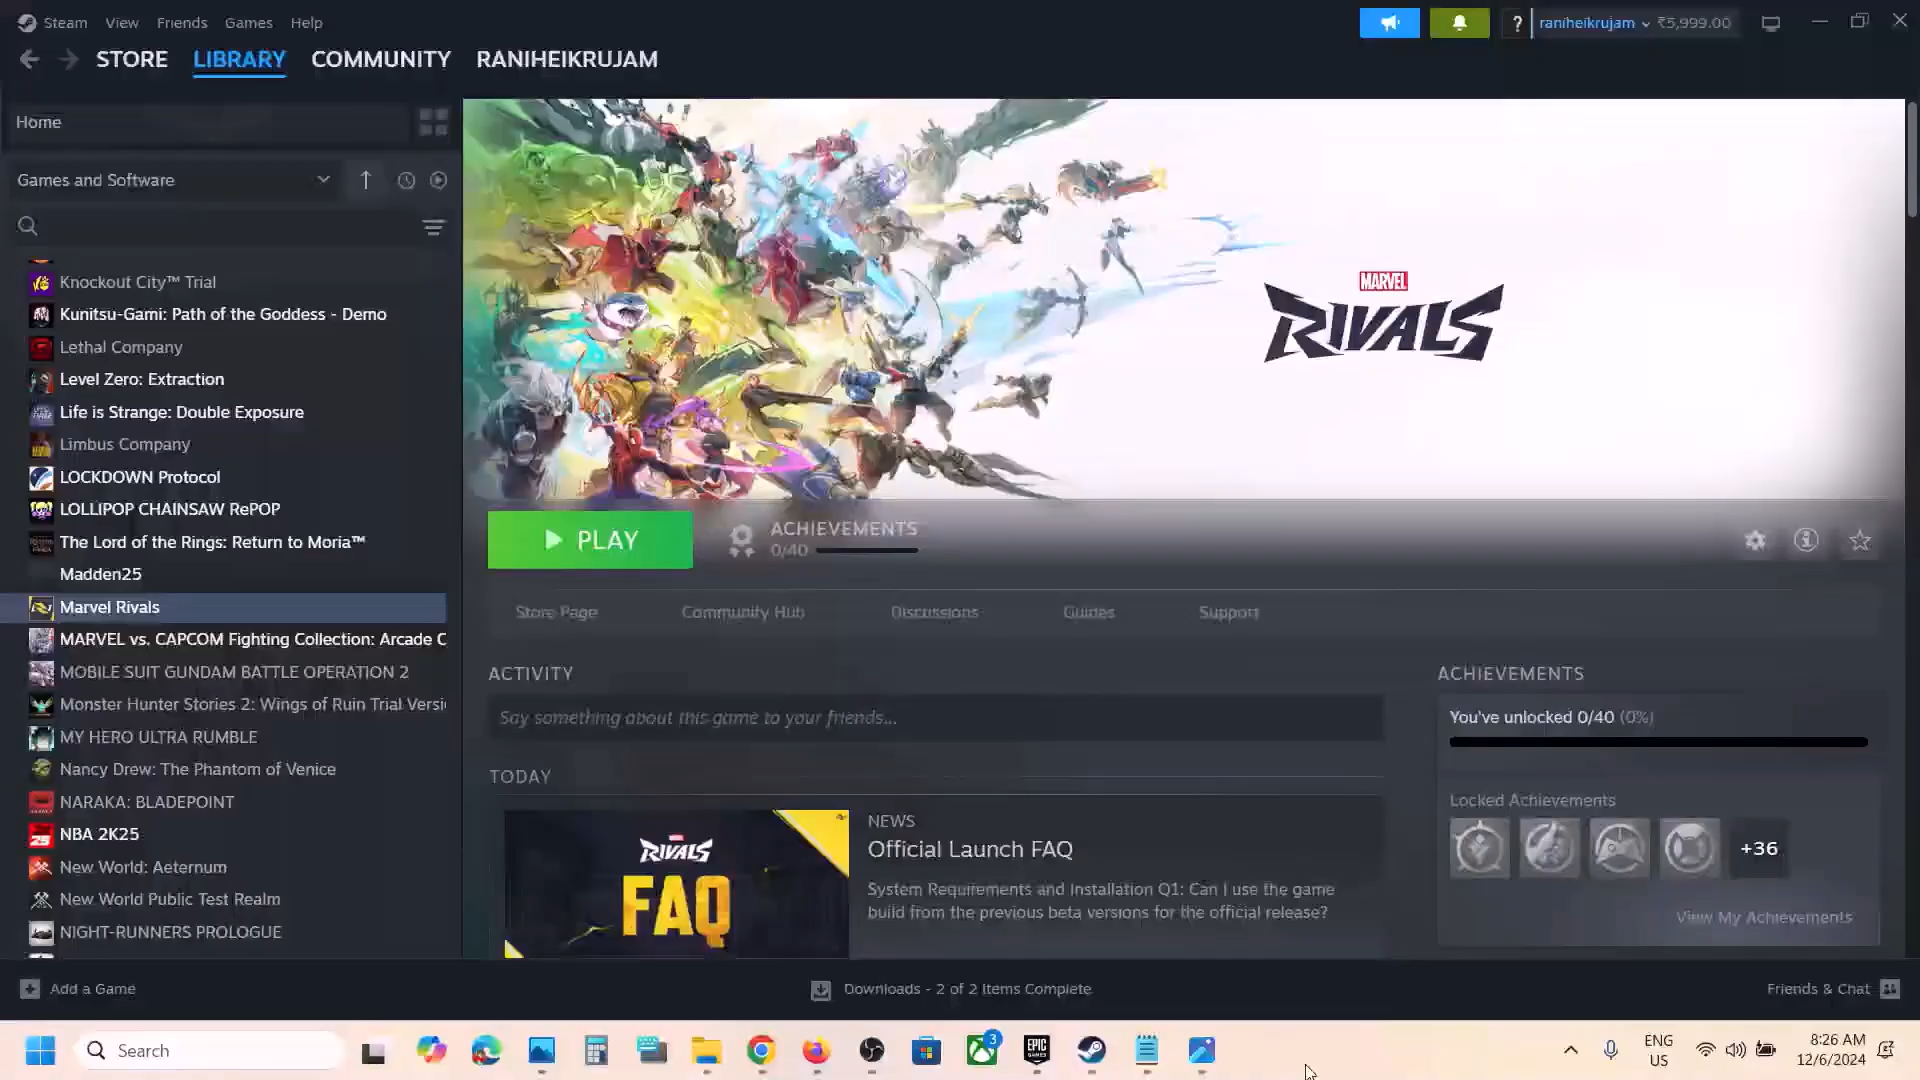 Steam View Friends Games Help
? raniheikrujam ₹5,999.00
STORE LIBRARY COMMUNITY RANIHEIKRUJAM
Home
Games and Software
Knockout City™ Trial
Kunitsu-Gami: Path of the Goddess - Demo
Lethal Company
Level Zero: Extraction
Life is Strange: Double Exposure
Limbus Company
LOCKDOWN Protocol
LOLLIPOP CHAINSAW RePOP
The Lord of the Rings: Return to Moria™
Madden25
Marvel Rivals
MARVEL vs. CAPCOM Fighting Collection: Arcade C
MOBILE SUIT GUNDAM BATTLE OPERATION 2
Monster Hunter Stories 2: Wings of Ruin Trial Versi
MY HERO ULTRA RUMBLE
Nancy Drew: The Phantom of Venice
NARAKA: BLADEPOINT
NBA 2K25
New World: Aeternum
New World Public Test Realm
NIGHT-RUNNERS PROLOGUE
MARVEL
RIVALS
PLAY
ACHIEVEMENTS
0/40
Store Page Community Hub Discussions Guides Support
ACTIVITY
Say something about this game to your friends...
TODAY
RIVALS
FAQ
NEWS
Official Launch FAQ
System Requirements and Installation Q1: Can I use the game
build from the previous beta versions for the official release?
ACHIEVEMENTS
You've unlocked 0/40 (0%)
Locked Achievements
+36
View My Achievements
Add a Game
Downloads - 2 of 2 Items Complete
Friends & Chat
Search
3
EPIC
GAMES
ENG
US
8:26 AM
12/6/2024